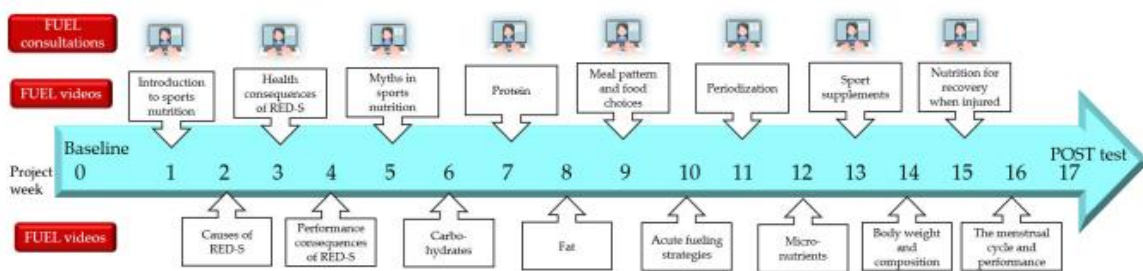 FUEL
consultations
FUEL videos
Introduction
to sports
nutrition
Health
consequences
of RED-S
Myths in
sports
nutrition
Protein
Meal pattern
and food
choices
Periodization
Sport
supplements
Nutrition for
recovery
when injured
Baseline
POST test
Project
week
0 1 2 3 4 5 6 7 8 9 10 11 12 13 14 15 16 17
FUEL videos
Causes of
RED-S
Performance
consequences
of RED-S
Carbo-
hydrates
Fat
Acute fueling
strategies
Micro-
nutrients
Body weight
and
composition
The menstrual
cycle and
performance